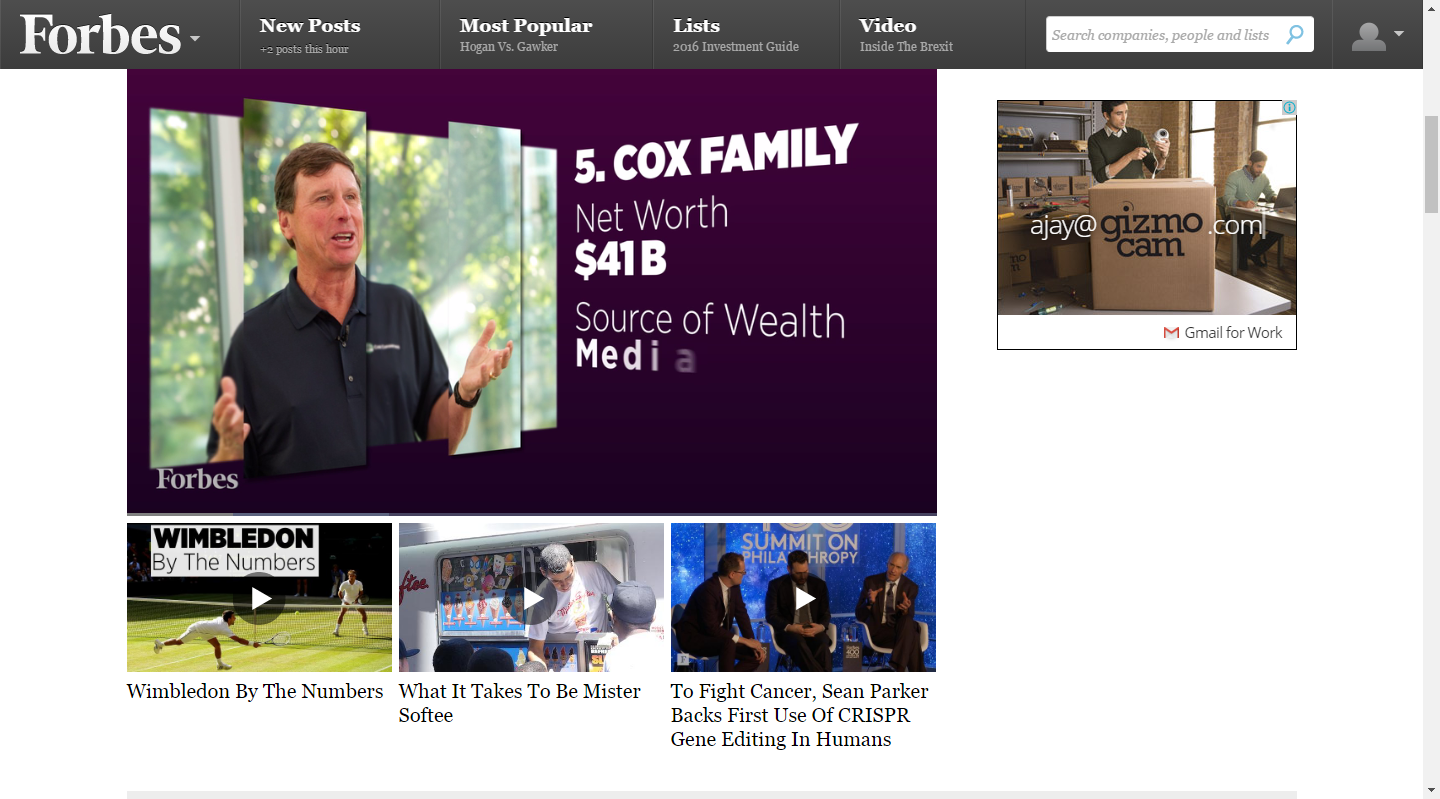 Forbes
New Posts
+2 posts this hour
Most Popular
Hogan Vs. Gawker
Lists
2016 Investment Guide
Video
Inside The Brexit
Search companies, people and lists
5. COX FAMILY
Net Worth
$41 B
Source of Wealth
Media
Forbes
ajay@gizmo cam.com
Gmail for Work
WIMBLEDON
By The Numbers
SUMMIT ON
PHILANTHROPY
Wimbledon By The Numbers
What It Takes To Be Mister
Softee
To Fight Cancer, Sean Parker
Backs First Use Of CRISPR
Gene Editing In Humans